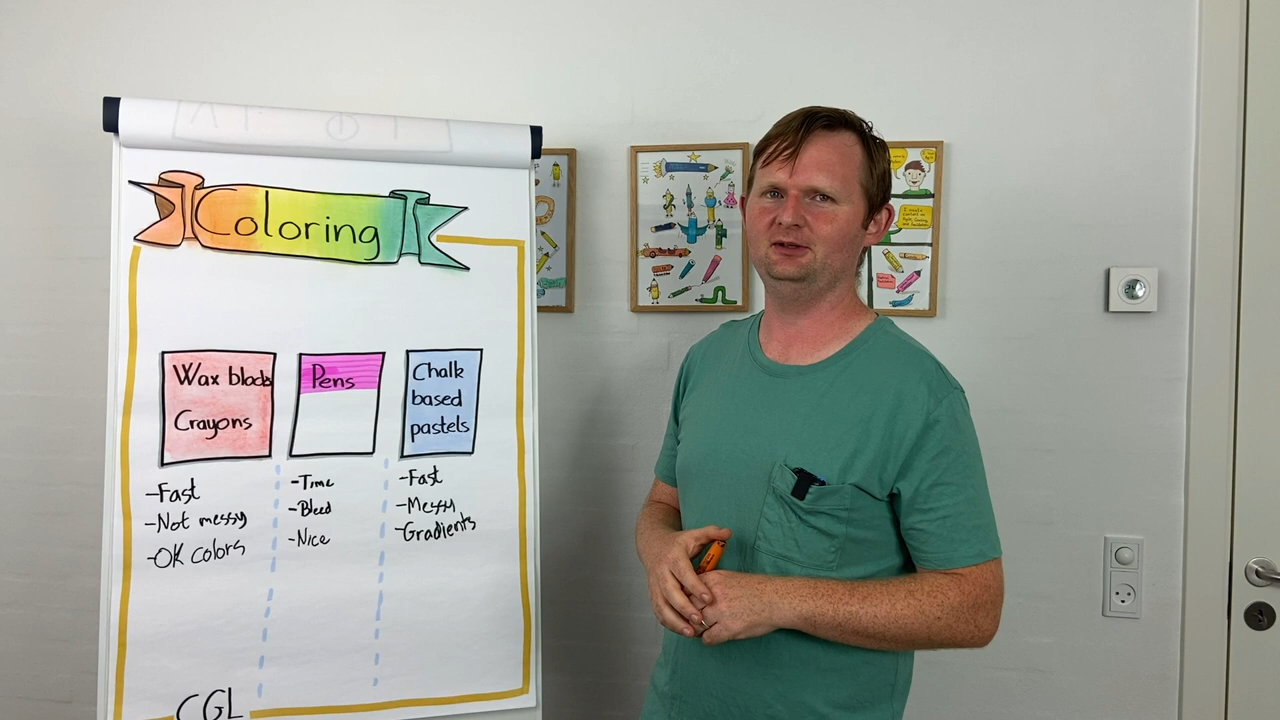 Coloring
Wax blocks
Crayons
Pens
Chalk
based
pastels
-Fast
-Not messy
-OK colors
-Time
-Bleed
-Nice
-Fast
-Messy
-Gradients
CGL